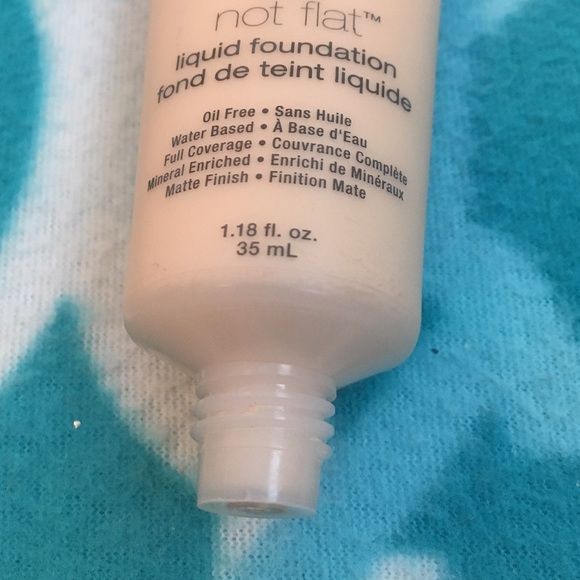 not flat™
liquid foundation
fond de teint liquide
Oil Free • Sans Huile
Water Based • À Base d'Eau
Full Coverage • Couvrance Complète
Mineral Enriched • Enrichi de Minéraux
Matte Finish • Finition Mate
1.18 fl. oz.
35 mL